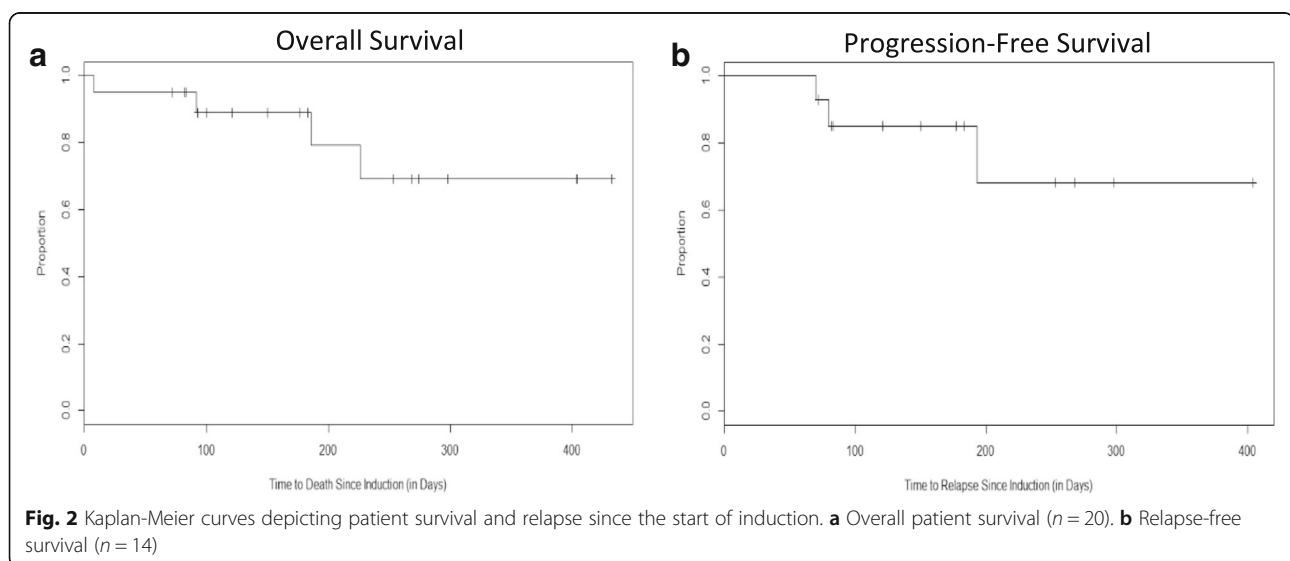 a
Overall Survival
1.0
0.8
0.6
0.4
0.2
0.0
Proportion
0 100 200 300 400
Time to Death Since Induction (in Days)
b
Progression-Free Survival
1.0
0.8
0.6
0.4
0.2
0.0
Proportion
0 100 200 300 400
Time to Relapse Since Induction (in Days)
Fig. 2 Kaplan-Meier curves depicting patient survival and relapse since the start of induction. a Overall patient survival (n = 20). b Relapse-free
survival (n = 14)